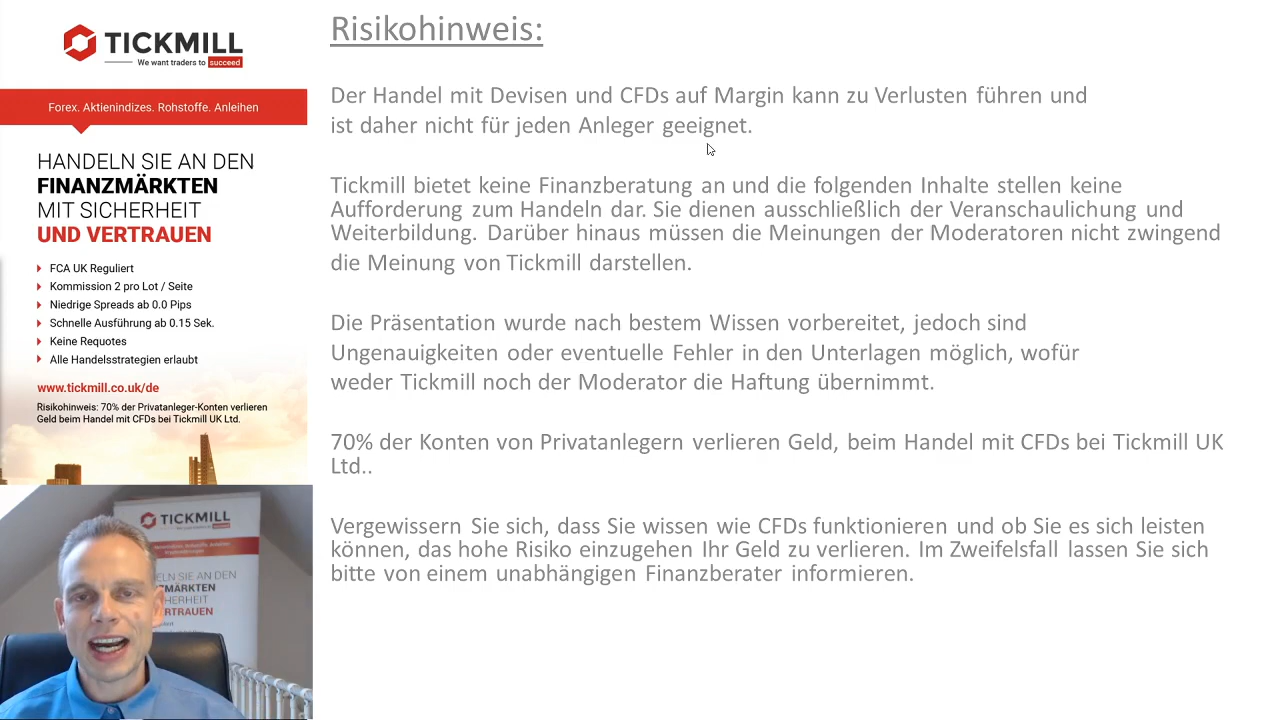 TICKMILL
We want traders to succeed
Forex. Aktienindizes. Rohstoffe. Anleihen
HANDELN SIE AN DEN
FINANZMÄRKTEN
MIT SICHERHEIT
UND VERTRAUEN
FCA UK Reguliert
Kommission 2 pro Lot / Seite
Niedrige Spreads ab 0.0 Pips
Schnelle Ausführung ab 0.15 Sek.
Keine Requotes
Alle Handelsstrategien erlaubt
www.tickmill.co.uk/de
Risikohinweis: 70% der Privatanleger-Konten verlieren
Geld beim Handel mit CFDs bei Tickmill UK Ltd.
TICKMILL
ELN SIE AN DEN
ZMÄRKTEN
HERHEIT
RTRAUEN
Risikohinweis:
Der Handel mit Devisen und CFDs auf Margin kann zu Verlusten führen und
ist daher nicht für jeden Anleger geeignet.
Tickmill bietet keine Finanzberatung an und die folgenden Inhalte stellen keine
Aufforderung zum Handeln dar. Sie dienen ausschließlich der Veranschaulichung und
Weiterbildung. Darüber hinaus müssen die Meinungen der Moderatoren nicht zwingend
die Meinung von Tickmill darstellen.
Die Präsentation wurde nach bestem Wissen vorbereitet, jedoch sind
Ungenauigkeiten oder eventuelle Fehler in den Unterlagen möglich, wofür
weder Tickmill noch der Moderator die Haftung übernimmt.
70% der Konten von Privatanlegern verlieren Geld, beim Handel mit CFDs bei Tickmill UK
Ltd..
Vergewissern Sie sich, dass Sie wissen wie CFDs funktionieren und ob Sie es sich leisten
können, das hohe Risiko einzugehen Ihr Geld zu verlieren. Im Zweifelsfall lassen Sie sich
bitte von einem unabhängigen Finanzberater informieren.